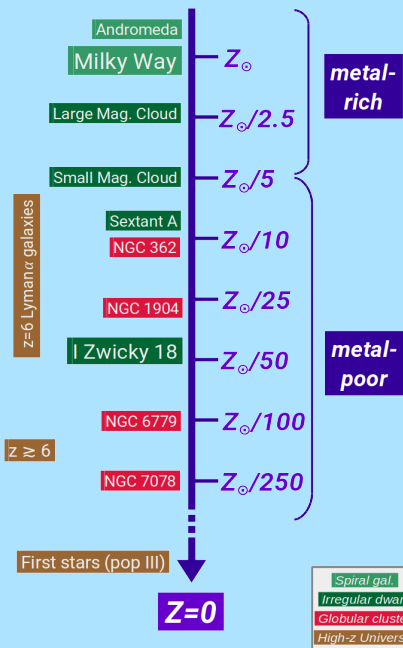 Andromeda
Milky Way
Z☉
metal-
rich
Large Mag. Cloud
Z☉/2.5
Small Mag. Cloud
Z☉/5
z=6 Lymanα galaxies
Sextant A
NGC 362
Z☉/10
NGC 1904
Z☉/25
I Zwicky 18
Z☉/50
metal-
poor
NGC 6779
Z☉/100
z ≳ 6
NGC 7078
Z☉/250
First stars (pop III)
Z=0
Spiral gal.
Irregular dwar
Globular cluste
High-z Univers